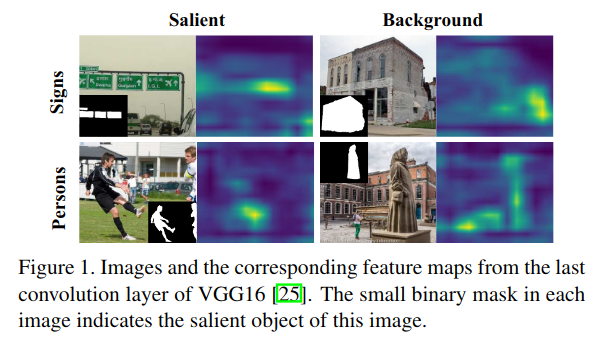 Salient Background
Signs
Persons
Figure 1. Images and the corresponding feature maps from the last
convolution layer of VGG16 [25]. The small binary mask in each
image indicates the salient object of this image.